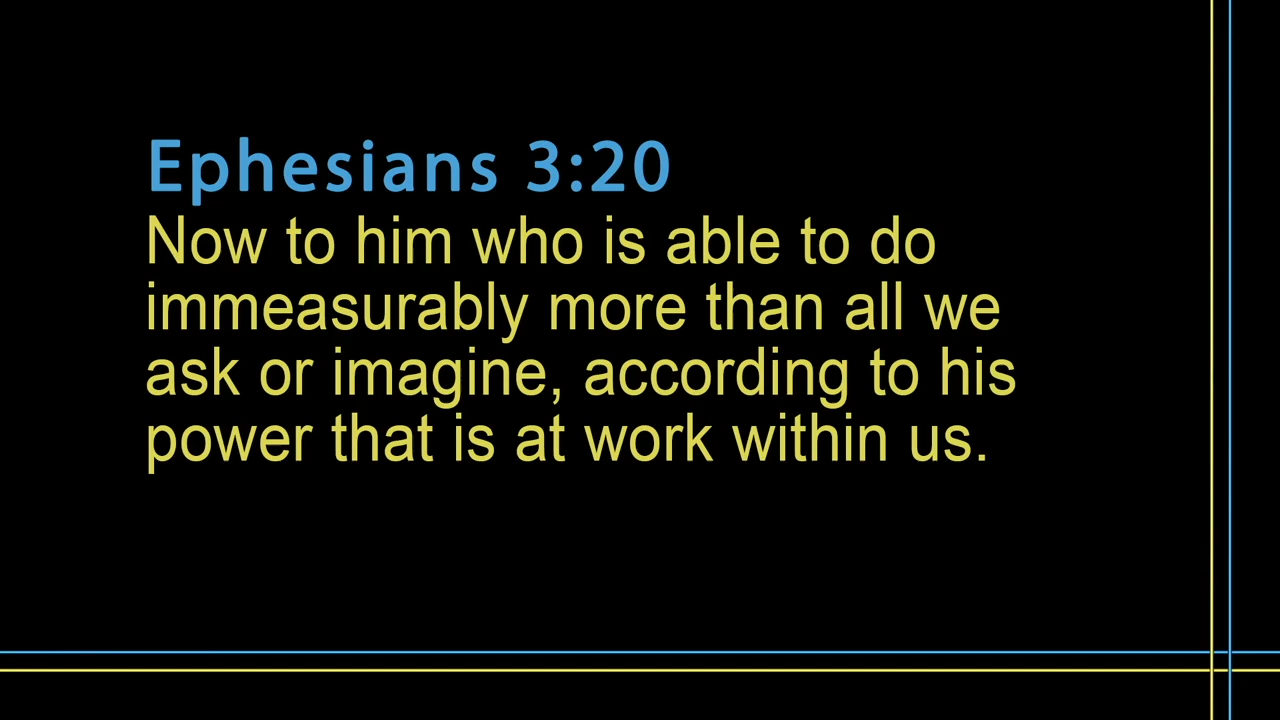 Ephesians 3:20
Now to him who is able to do
immeasurably more than all we
ask or imagine, according to his
power that is at work within us.